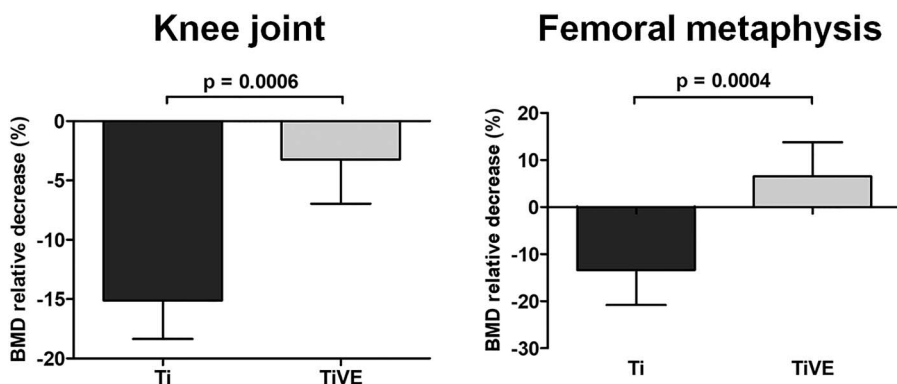 Knee joint
p = 0.0006
BMD relative decrease (%)
0
-5
-10
-15
-20
Ti
TiVE
Femoral metaphysis
p = 0.0004
BMD relative decrease (%)
20
10
0
-10
-20
-30
Ti
TiVE